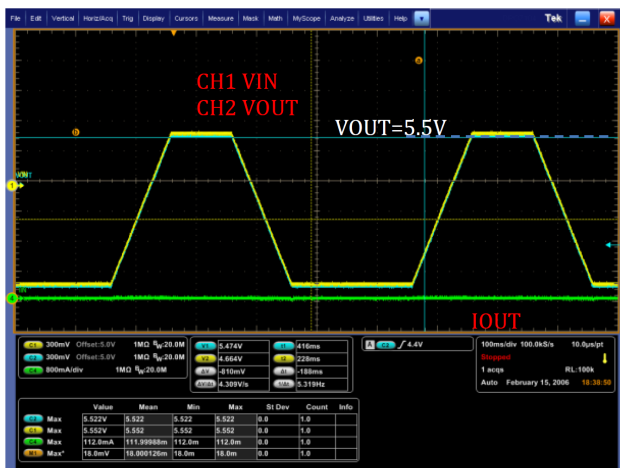 File Edit Vertical Horiz/Acq Trig Display Cursors Measure Mask Math MyScope Analyze Utilities Help Tek
a
CH1 VIN
CH2 VOUT
b
VOUT=5.5V
1
4
IOUT
C1 300mV Offset:5.0V 1MΩ BW:20.0M
C2 300mV Offset:5.0V 1MΩ BW:20.0M
C4 800mA/div 1MΩ BW:20.0M
V1 5.474V t1 416ms
V2 4.664V t2 228ms
ΔV -810mV Δt -188ms
ΔV/Δt 4.309V/s 1/Δt 5.319Hz
A C2 4.4V
100ms/div 100.0kS/s 10.0µs/pt
Stopped
1 acqs RL:100k
Auto February 15, 2006 18:38:50
Value Mean Min Max St Dev Count Info
C2 Max 5.522V 5.522 5.522 5.522 0.0 1.0
C1 Max 5.552V 5.552 5.552 5.552 0.0 1.0
C4 Max 112.0mA 111.99988m 112.0m 112.0m 0.0 1.0
M1 Max* 18.0mV 18.000126m 18.0m 18.0m 0.0 1.0